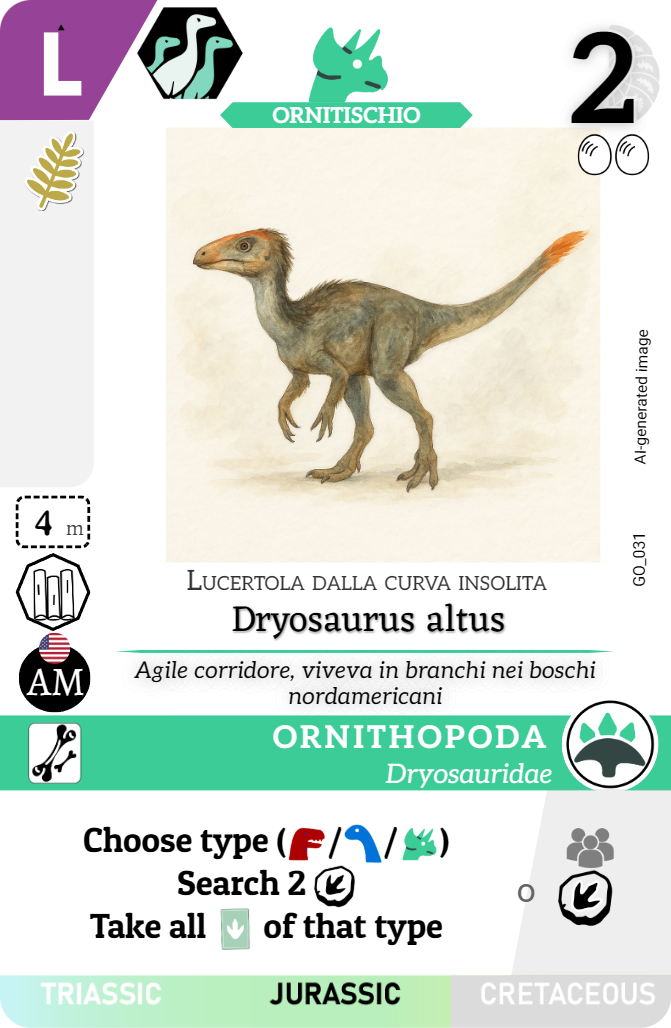 L
2
ORNITISCHIO
AI-generated image
GO_031
4 m
AM
Lucertola dalla curva insolita
Dryosaurus altus
Agile corridore, viveva in branchi nei boschi
nordamericani
ORNITHOPODA
Dryosauridae
Choose type ( / / )
Search 2
Take all of that type
O
TRIASSIC
JURASSIC
CRETACEOUS